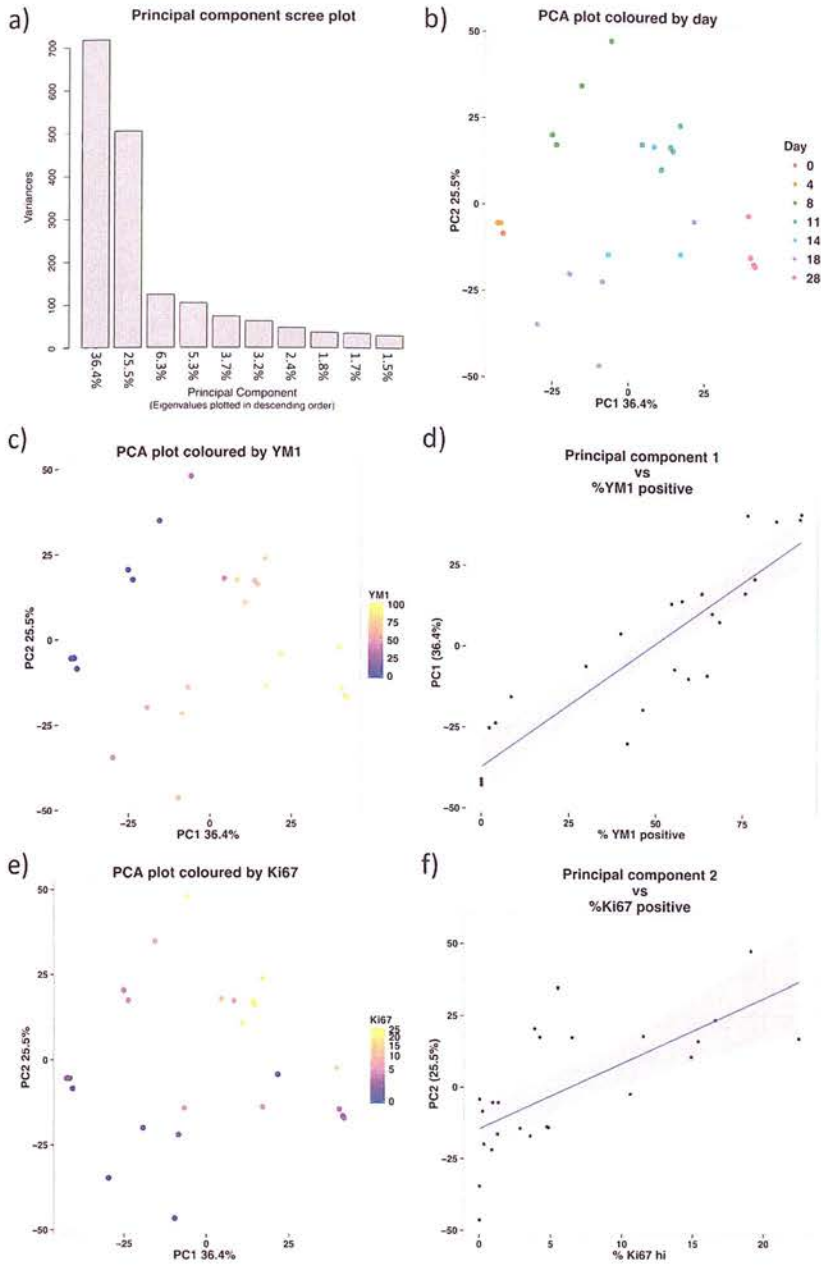 a)
Principal component scree plot
700
600
500
400
300
200
100
0
Variances
36.4%
25.5%
6.3%
5.3%
3.7%
3.2%
2.4%
1.8%
1.7%
1.5%
Principal Component
(Eigenvalues plotted in descending order)
b)
PCA plot coloured by day
50
25
0
−25
−50
PC2 25.5%
−25
0
25
PC1 36.4%
Day
0
4
8
11
14
18
28
c)
PCA plot coloured by YM1
50
25
0
−25
−50
PC2 25.5%
−25
0
25
PC1 36.4%
YM1
100
75
50
25
0
d)
Principal component 1
vs
%YM1 positive
25
0
−25
−50
PC1 (36.4%)
0
25
50
75
% YM1 positive
e)
PCA plot coloured by Ki67
50
25
0
−25
−50
PC2 25.5%
−25
0
25
PC1 36.4%
Ki67
25
20
15
10
5
0
f)
Principal component 2
vs
%Ki67 positive
50
25
0
−25
−50
PC2 (25.5%)
0
5
10
15
20
% Ki67 hi